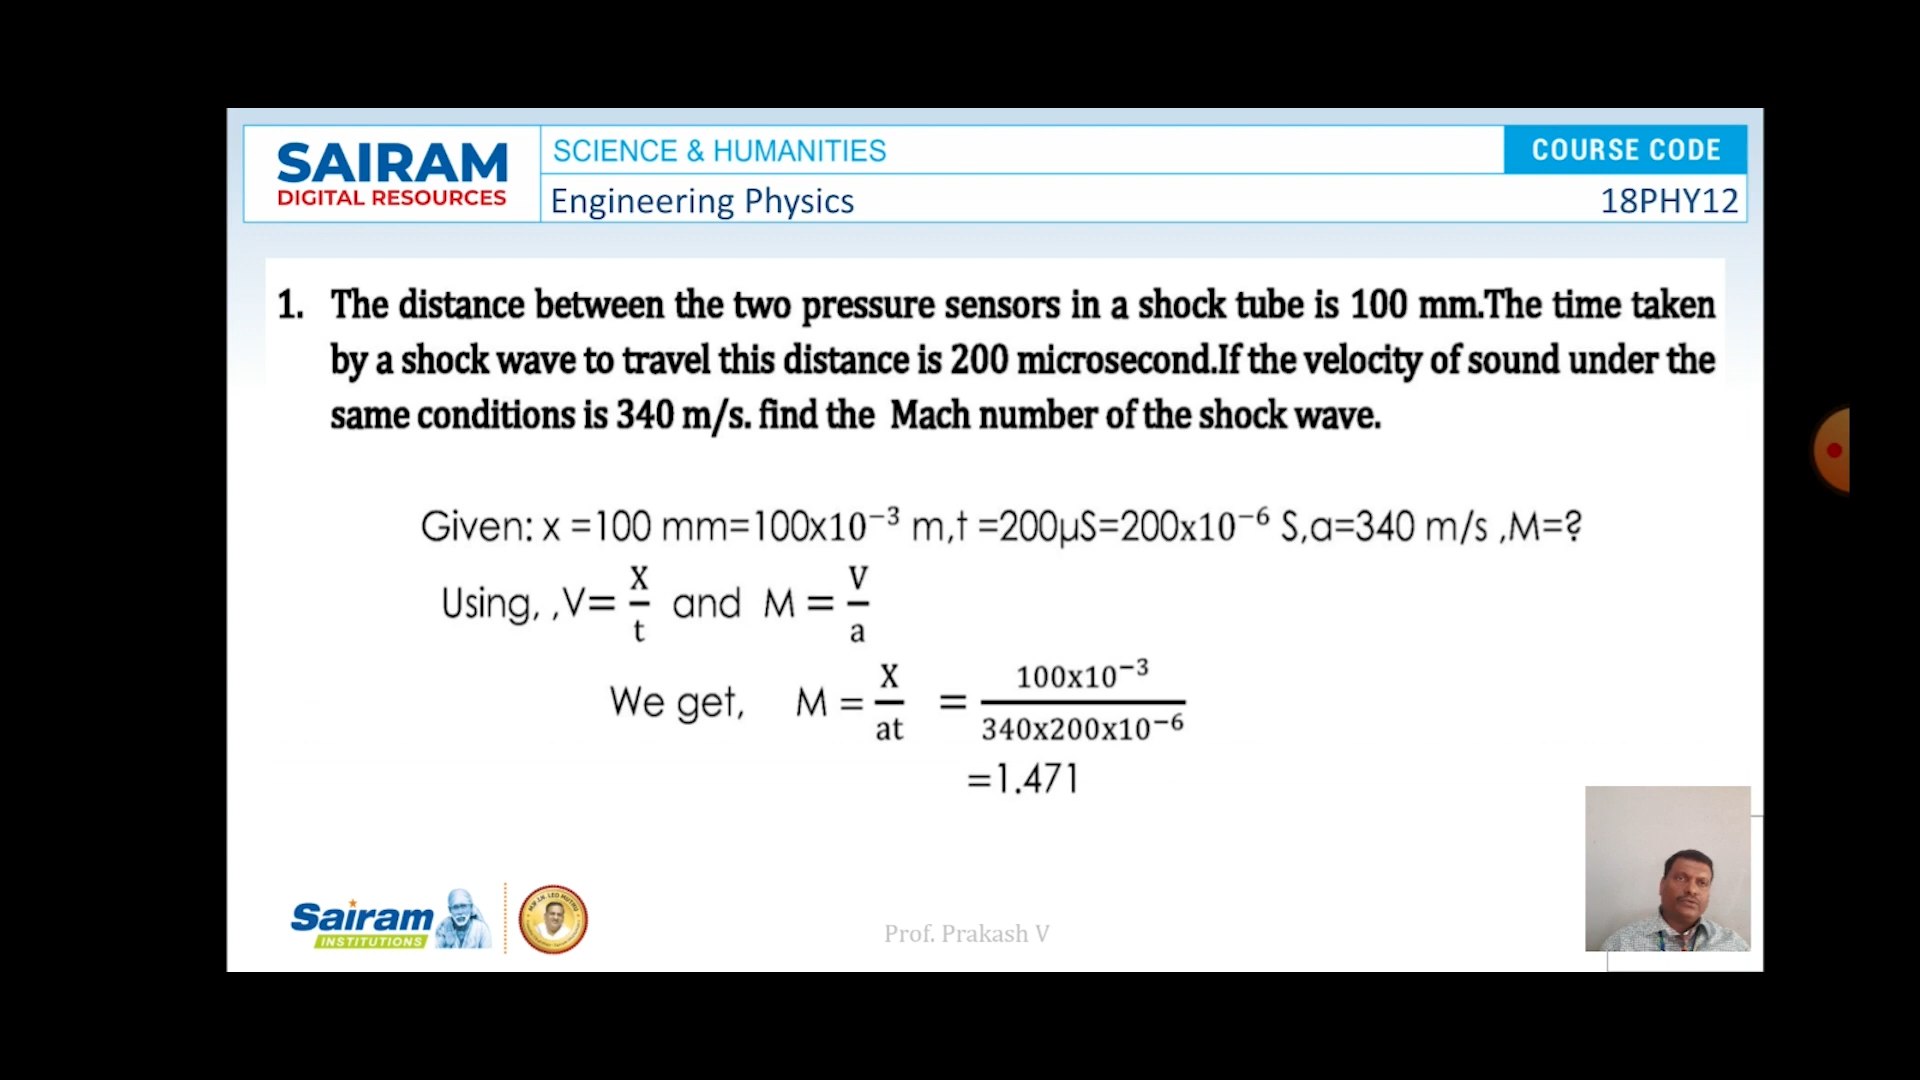 SAIRAM
DIGITAL RESOURCES
SCIENCE & HUMANITIES
COURSE CODE
Engineering Physics
18PHY12
1. The distance between the two pressure sensors in a shock tube is 100 mm.The time taken
by a shock wave to travel this distance is 200 microsecond.If the velocity of sound under the
same conditions is 340 m/s. find the Mach number of the shock wave.
Given: x =100 mm=100x10⁻³ m,t =200µS=200x10⁻⁶ S,a=340 m/s ,M=?
Using, ,V= X/t and M = V/a
We get, M = X/at = 100x10⁻³/340x200x10⁻⁶
=1.471
Sairam
INSTITUTIONS
Prof. Prakash V